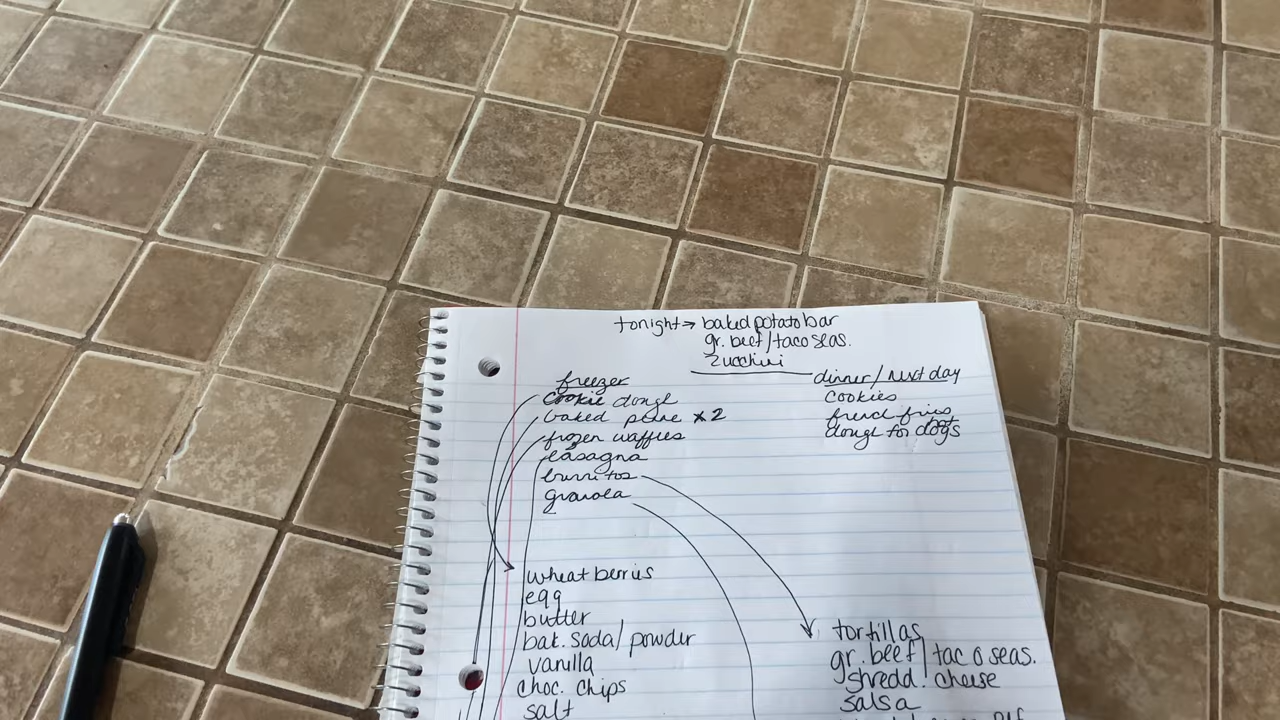 tonight → baked potato bar
gr. beef/taco seas.
zucchini
freezer
cookie dough
baked penne x2
frozen waffles
lasagna
burritos
granola
dinner/next day
cookies
french fries
dough for dogs
wheat berries
egg
butter
bak. soda/powder
vanilla
choc. chips
salt
tortillas
gr. beef/taco seas.
shredd. cheese
salsa